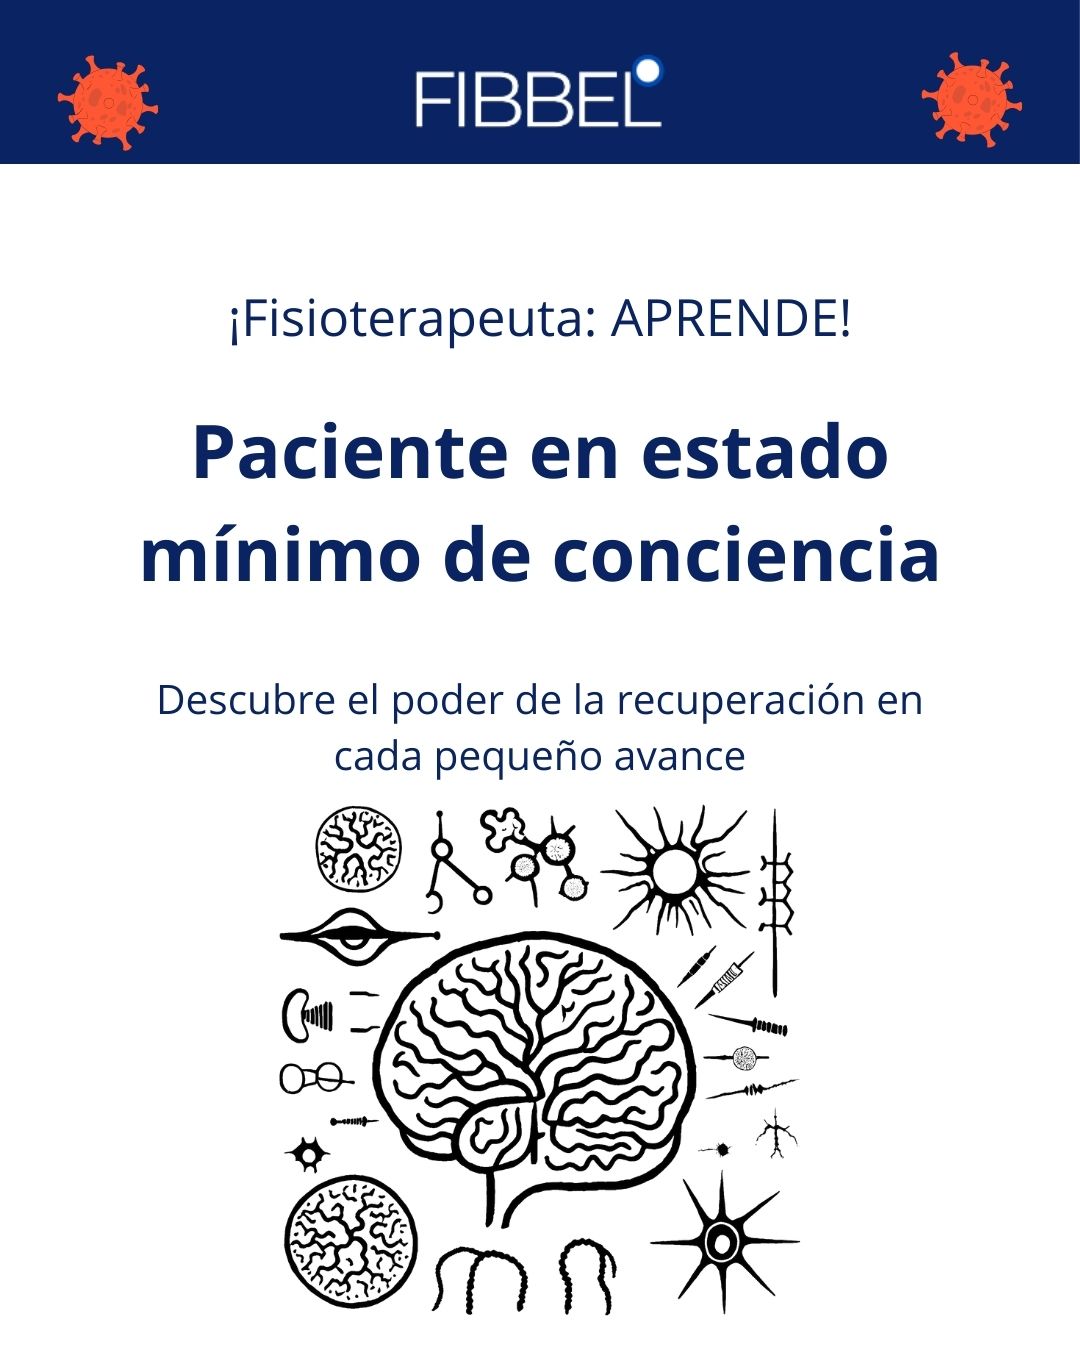 FIBBEL
¡Fisioterapeuta: APRENDE!
Paciente en estado
mínimo de conciencia
Descubre el poder de la recuperación en
cada pequeño avance